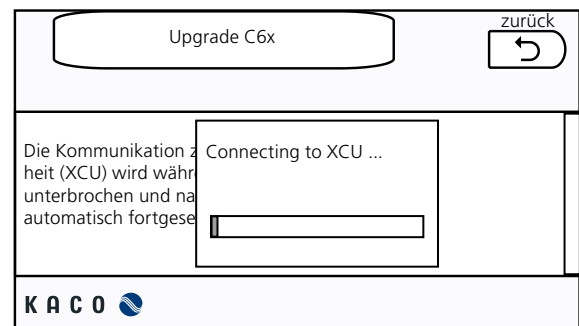 zurück
Upgrade C6x
Die Kommunikation z
heit (XCU) wird währ
unterbrochen und na
automatisch fortgese
Connecting to XCU ...
KACO